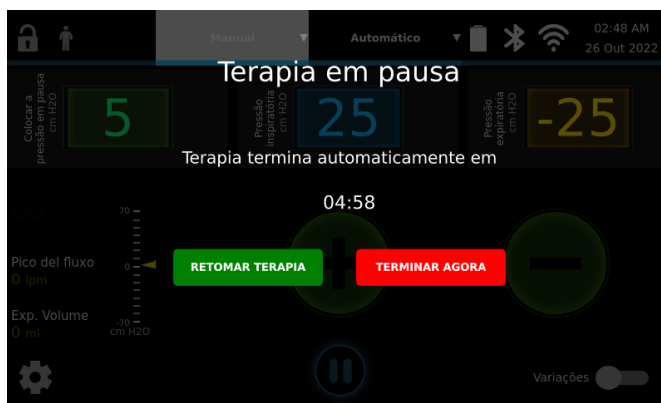 Manual
Automático
02:48 AM
26 Out 2022
Terapia em pausa
Colocar a
pressão em pausa
cm H2O
5
Pressão
inspiratória
cm H2O
25
Pressão
expiratória
cm H2O
-25
Terapia termina automaticamente em
04:58
SpO2
70
Pico del fluxo
0 lpm
0
RETOMAR TERAPIA
TERMINAR AGORA
Exp. Volume
0 ml
-70
cm H2O
Variações